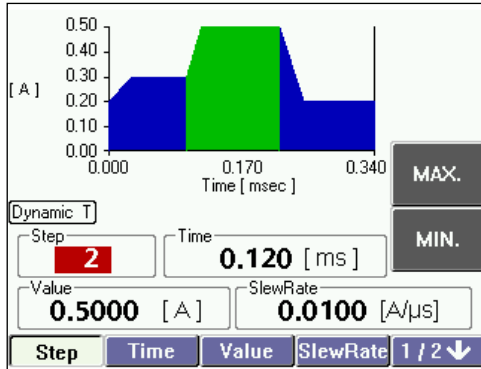 0.50
0.40
[ A ] 0.30
0.20
0.10
0.00
0.000 0.170 0.340
Time [ msec ]
MAX.
Dynamic T
MIN.
Step Time
2 0.120 [ ms ]
Value SlewRate
0.5000 [ A ] 0.0100 [A/µs]
Step Time Value SlewRate 1 / 2